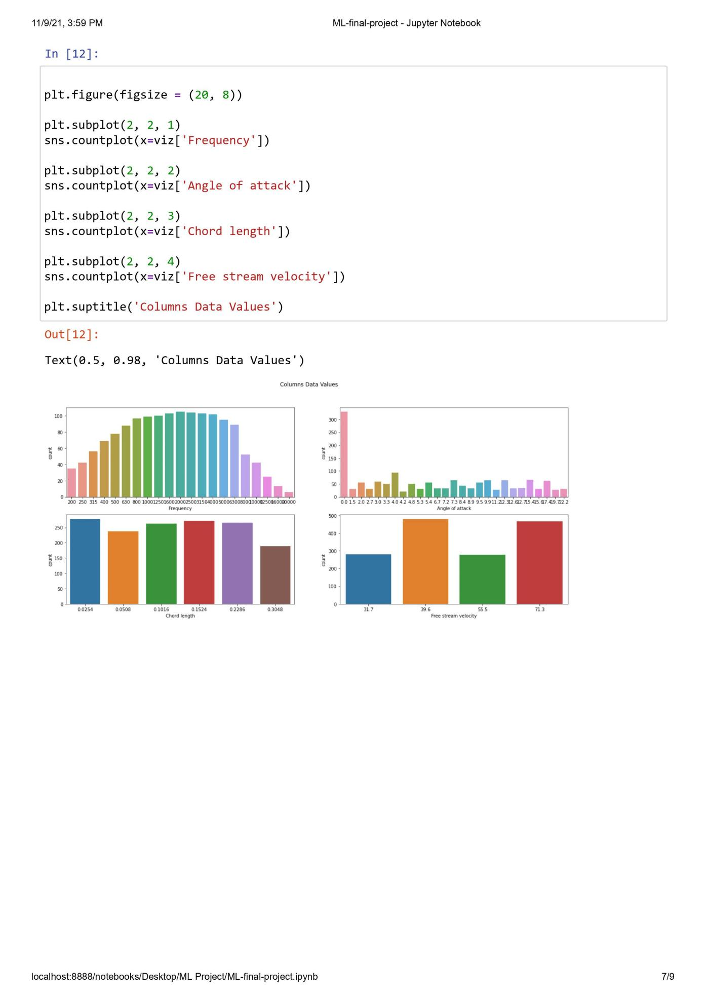 11/9/21, 3:59 PM
ML-final-project - Jupyter Notebook
In [12]:
plt.figure(figsize = (20, 8))
plt.subplot(2, 2, 1)
sns.countplot(x=viz['Frequency'])
plt.subplot(2, 2, 2)
sns.countplot(x=viz['Angle of attack'])
plt.subplot(2, 2, 3)
sns.countplot(x=viz['Chord length'])
plt.subplot(2, 2, 4)
sns.countplot(x=viz['Free stream velocity'])
plt.suptitle('Columns Data Values')
Out[12]:
Text(0.5, 0.98, 'Columns Data Values')
Columns Data Values
100
80
60
40
20
0
count
200 250 315 400 500 630 800 1000 1250 1600 2000 2500 3150 4000 5000 6300 8000 10000 12500 16000 20000
Frequency
300
250
200
150
100
50
0
count
0.0 1.5 2.0 2.7 3.0 3.3 4.0 4.2 4.8 5.3 5.4 6.7 7.2 7.3 8.4 8.9 9.5 9.9 11.2 12.3 12.6 12.7 15.4 15.6 17.4 19.7 22.2
Angle of attack
250
200
150
100
50
0
count
0.0254 0.0508 0.1016 0.1524 0.2286 0.3048
Chord length
500
400
300
200
100
0
count
31.7 39.6 55.5 71.3
Free stream velocity
localhost:8888/notebooks/Desktop/ML Project/ML-final-project.ipynb
7/9